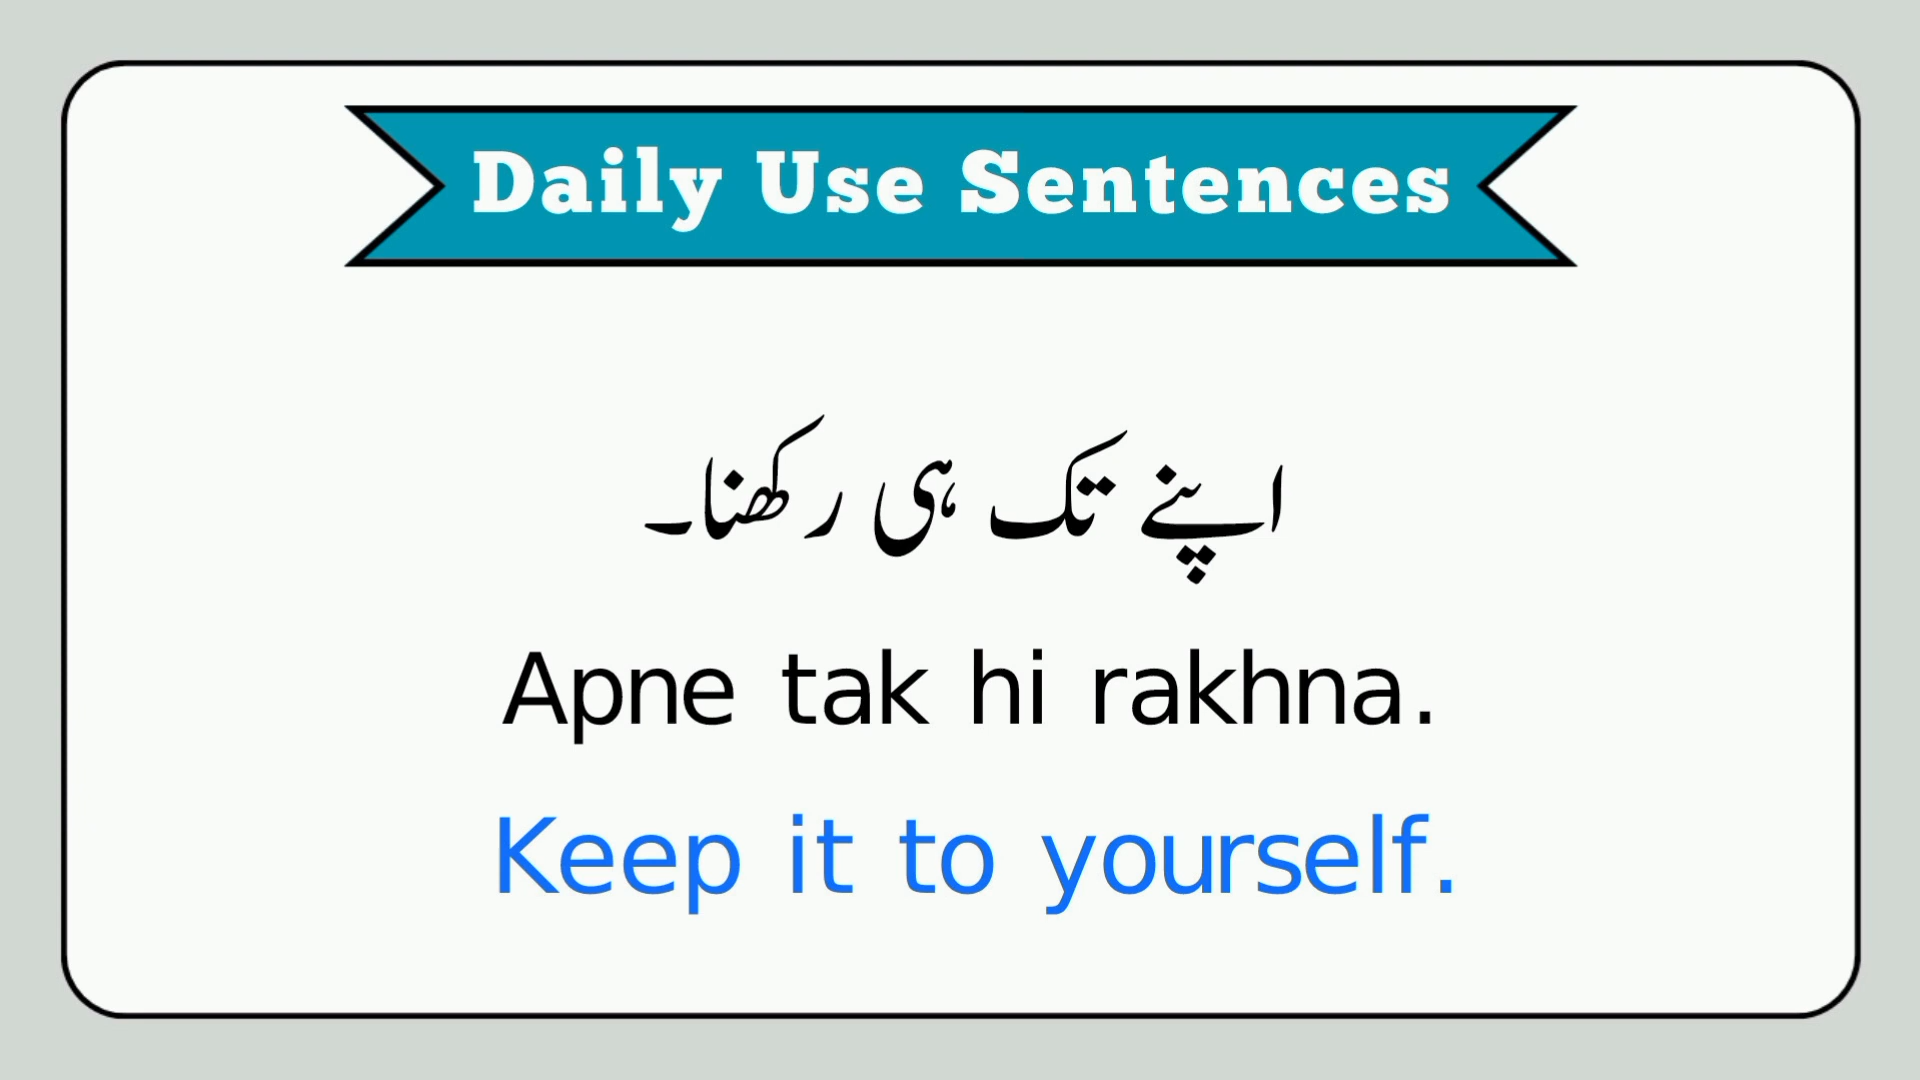 Daily Use Sentences
اپنے تک ہی رکھنا۔
Apne tak hi rakhna.
Keep it to yourself.